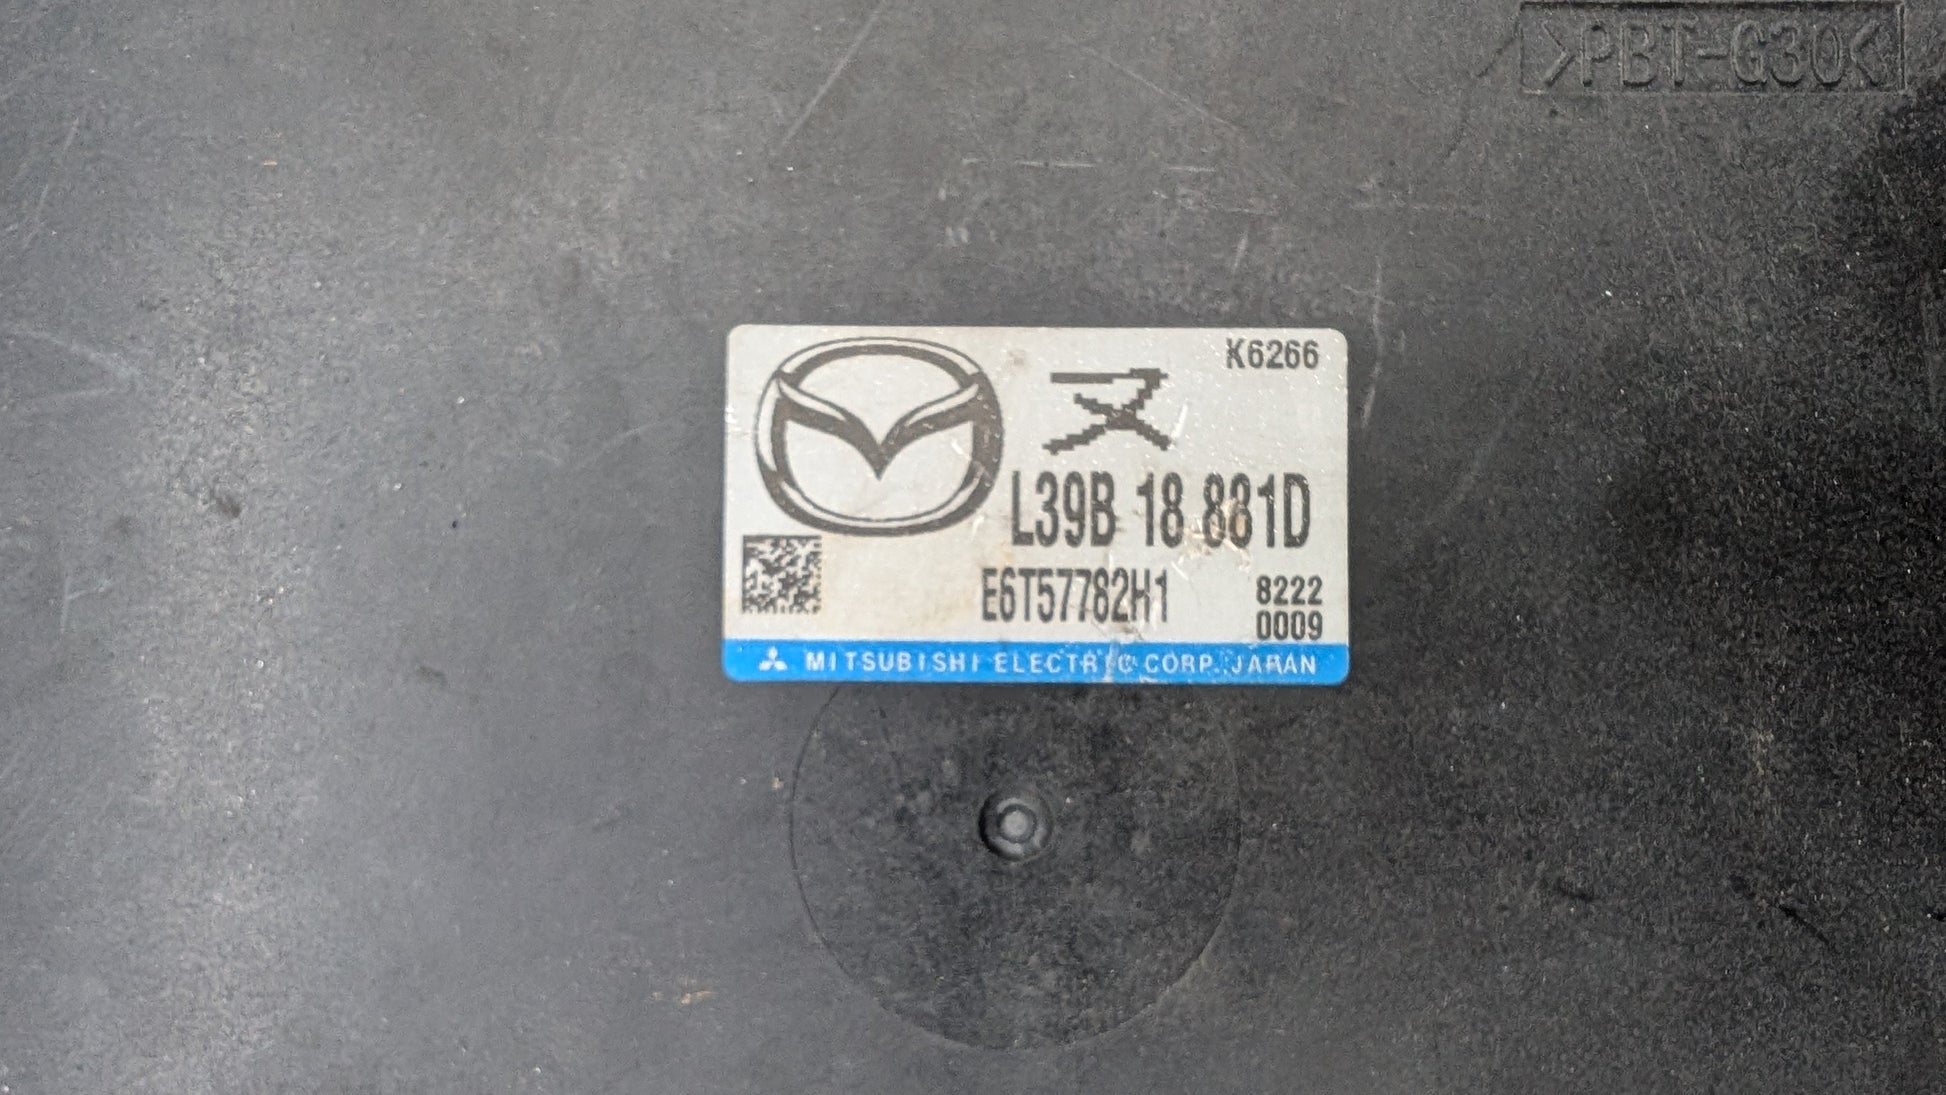 >PBT-G30<
K6266
ヌ
L39B 18 881D
E6T57782H1
8222
0009
MITSUBISHI ELECTRIC CORP. JAPAN